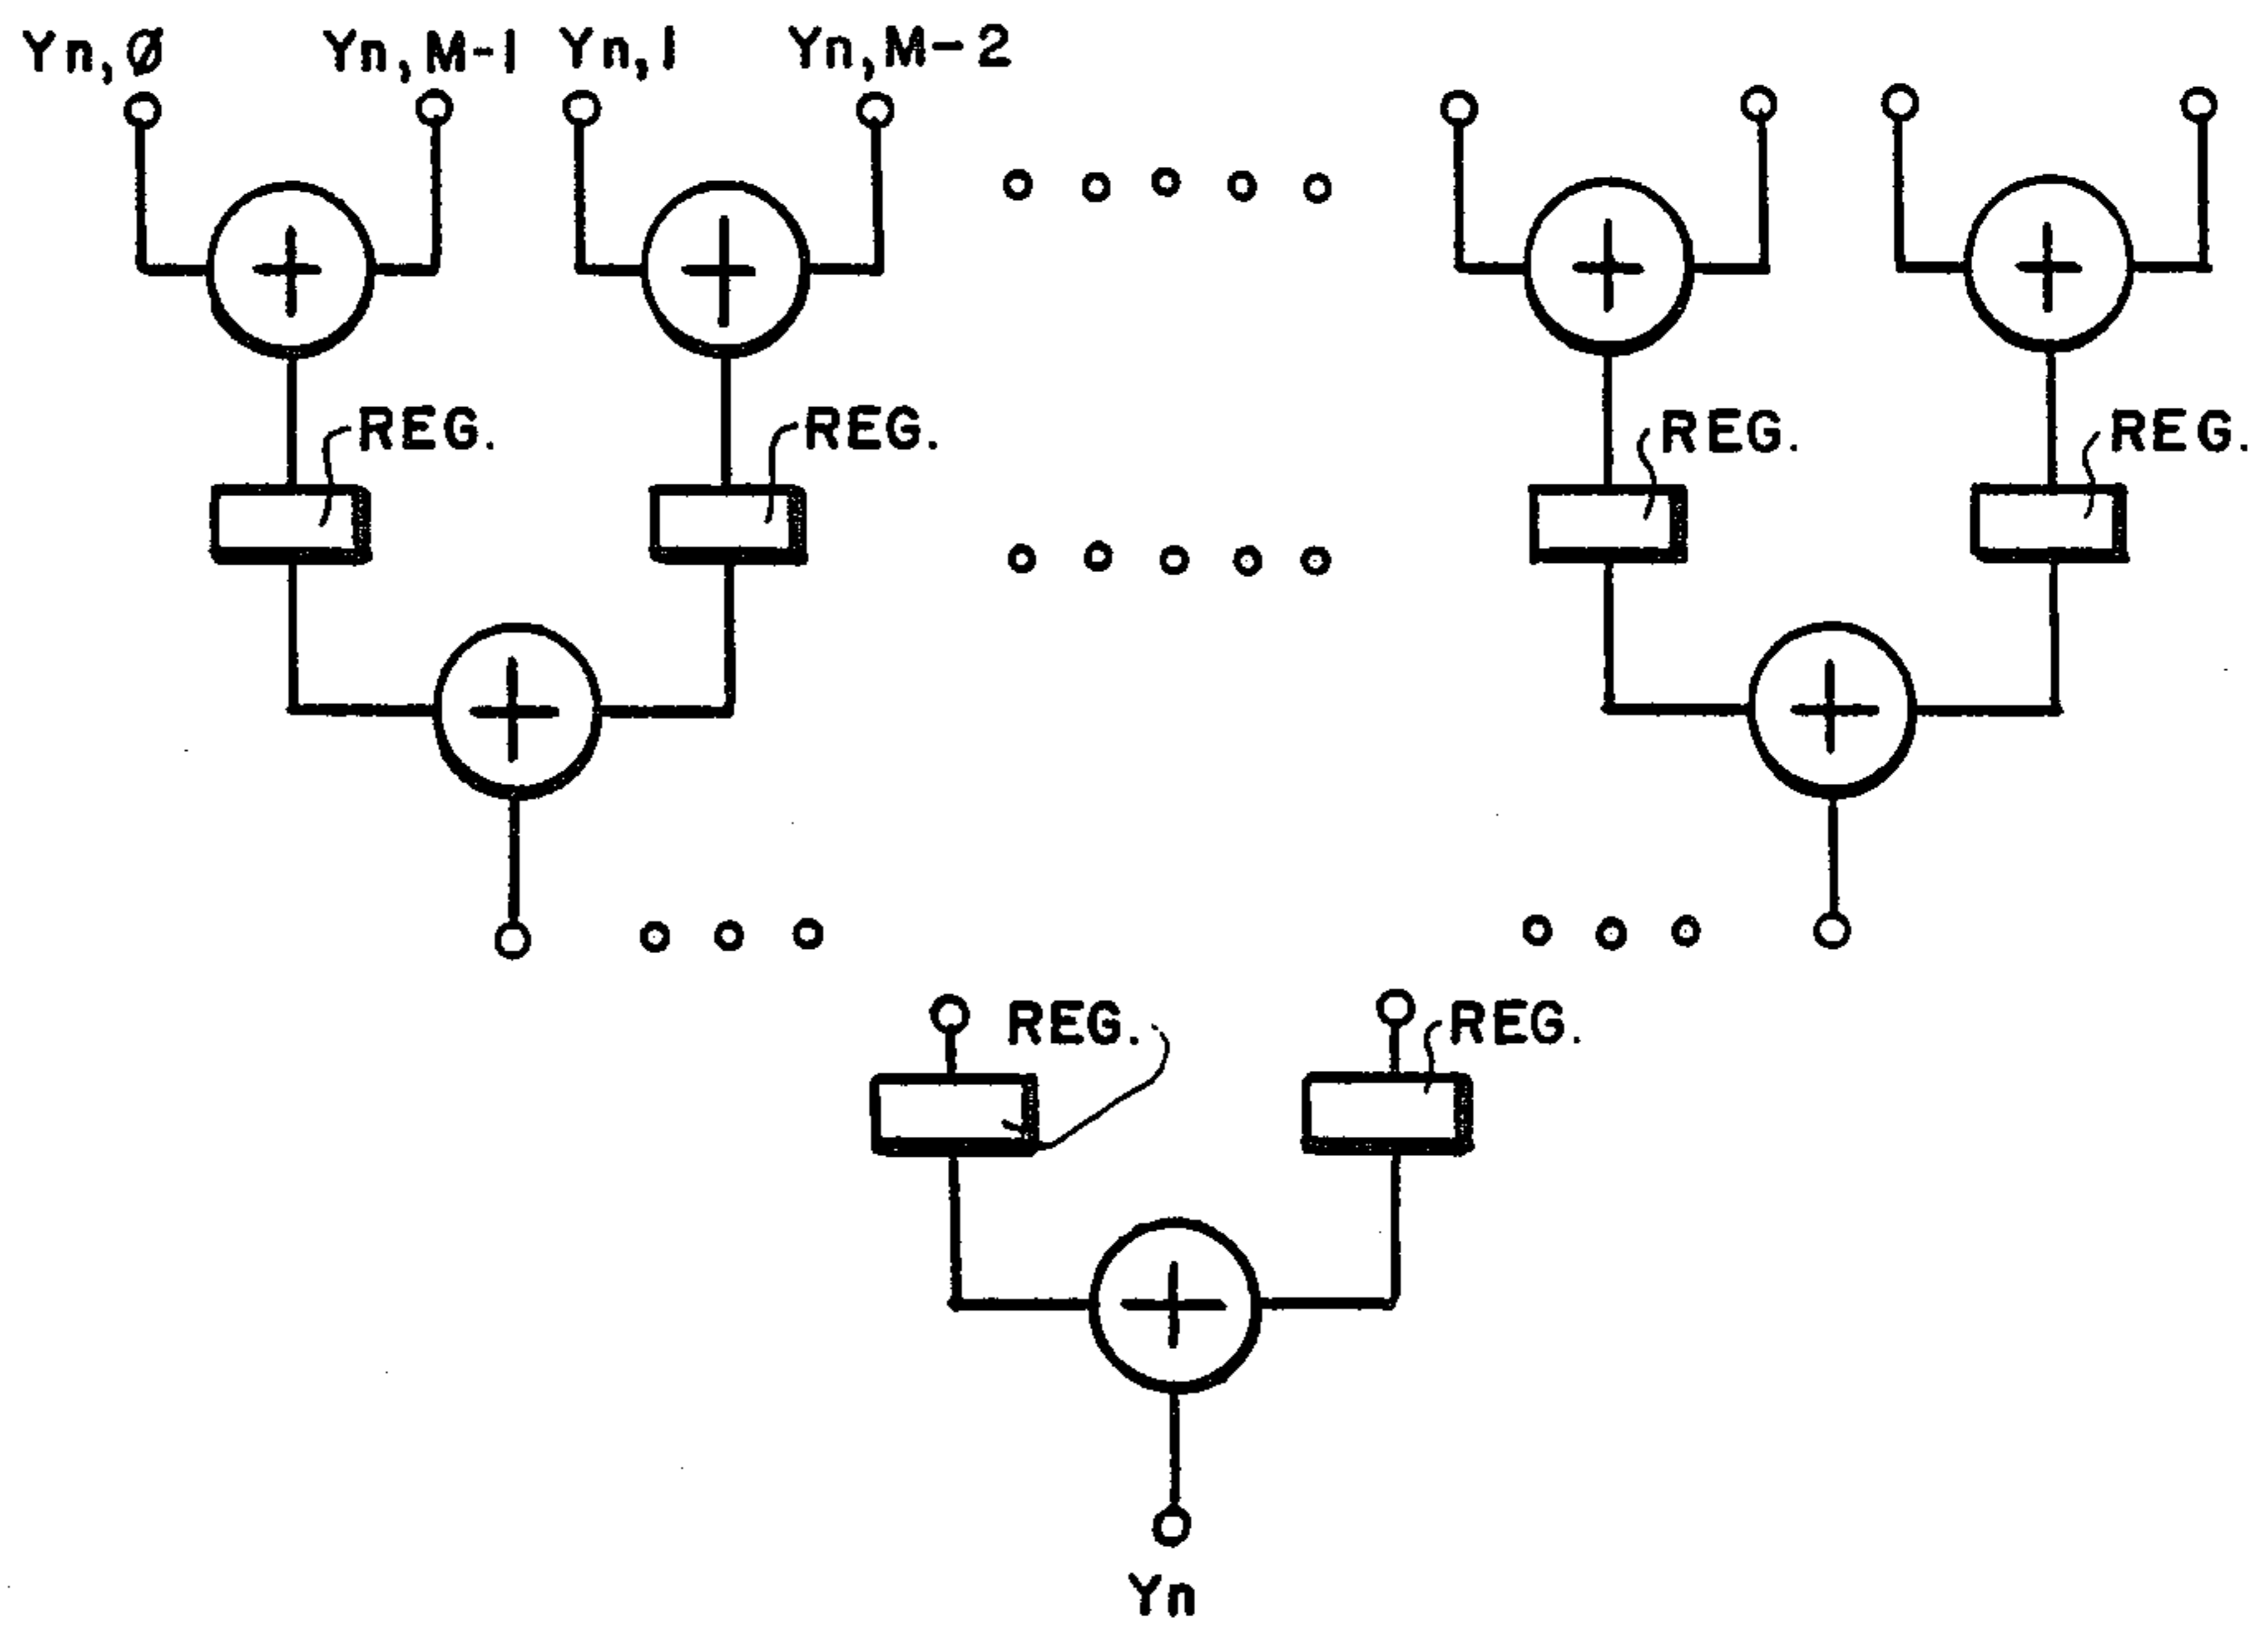 Yn,Ø Yn,M-1 Yn,1 Yn,M-2
REG. REG. REG. REG.
REG. REG.
Yn